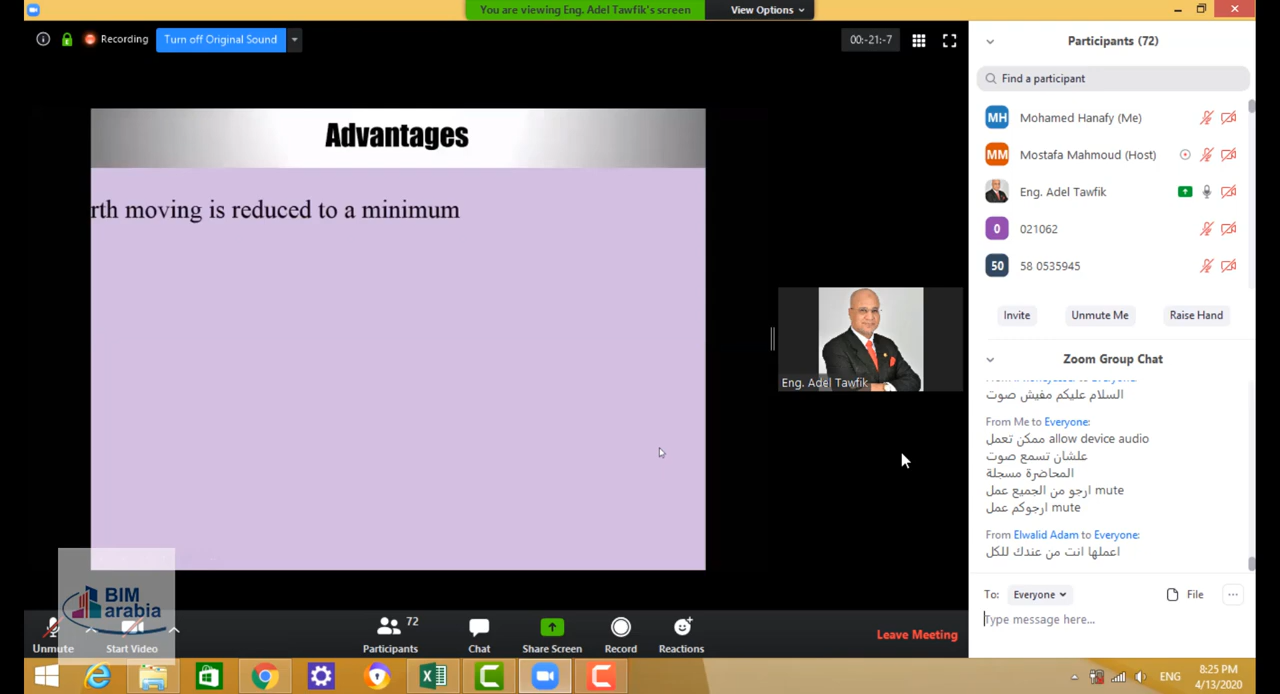 You are viewing Eng. Adel Tawfik's screen
View Options
Recording
Turn off Original Sound
00:-21:-7
Participants (72)
Find a participant
MH Mohamed Hanafy (Me)
MM Mostafa Mahmoud (Host)
Eng. Adel Tawfik
0 021062
50 58 0535945
Invite Unmute Me Raise Hand
Advantages
rth moving is reduced to a minimum
Eng. Adel Tawfik
Zoom Group Chat
السلام عليكم مفيش صوت
From Me to Everyone:
ممكن تعمل allow device audio
علشان تسمع صوت
المحاضرة مسجلة
ارجو من الجميع عمل mute
ارجوكم عمل mute
From Elwalid Adam to Everyone:
اعملها انت من عندك للكل
To: Everyone
File
Type message here...
BIM
arabia
Unmute
Start Video
72
Participants
Chat
Share Screen
Record
Reactions
Leave Meeting
ENG
8:25 PM
4/13/2020